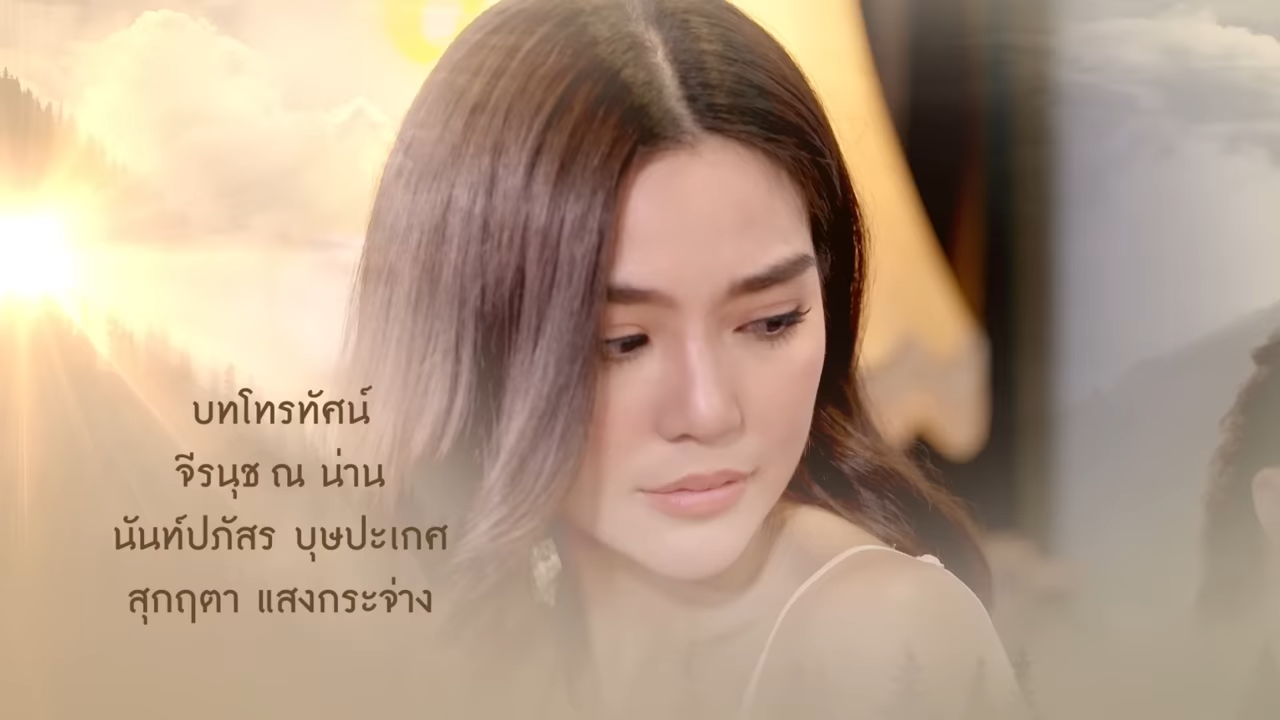 บทโทรทัศน์
จีรนุช ณ น่าน
นันท์ปภัสร บุษปะเกศ
สุกฤตา แสงกระจ่าง